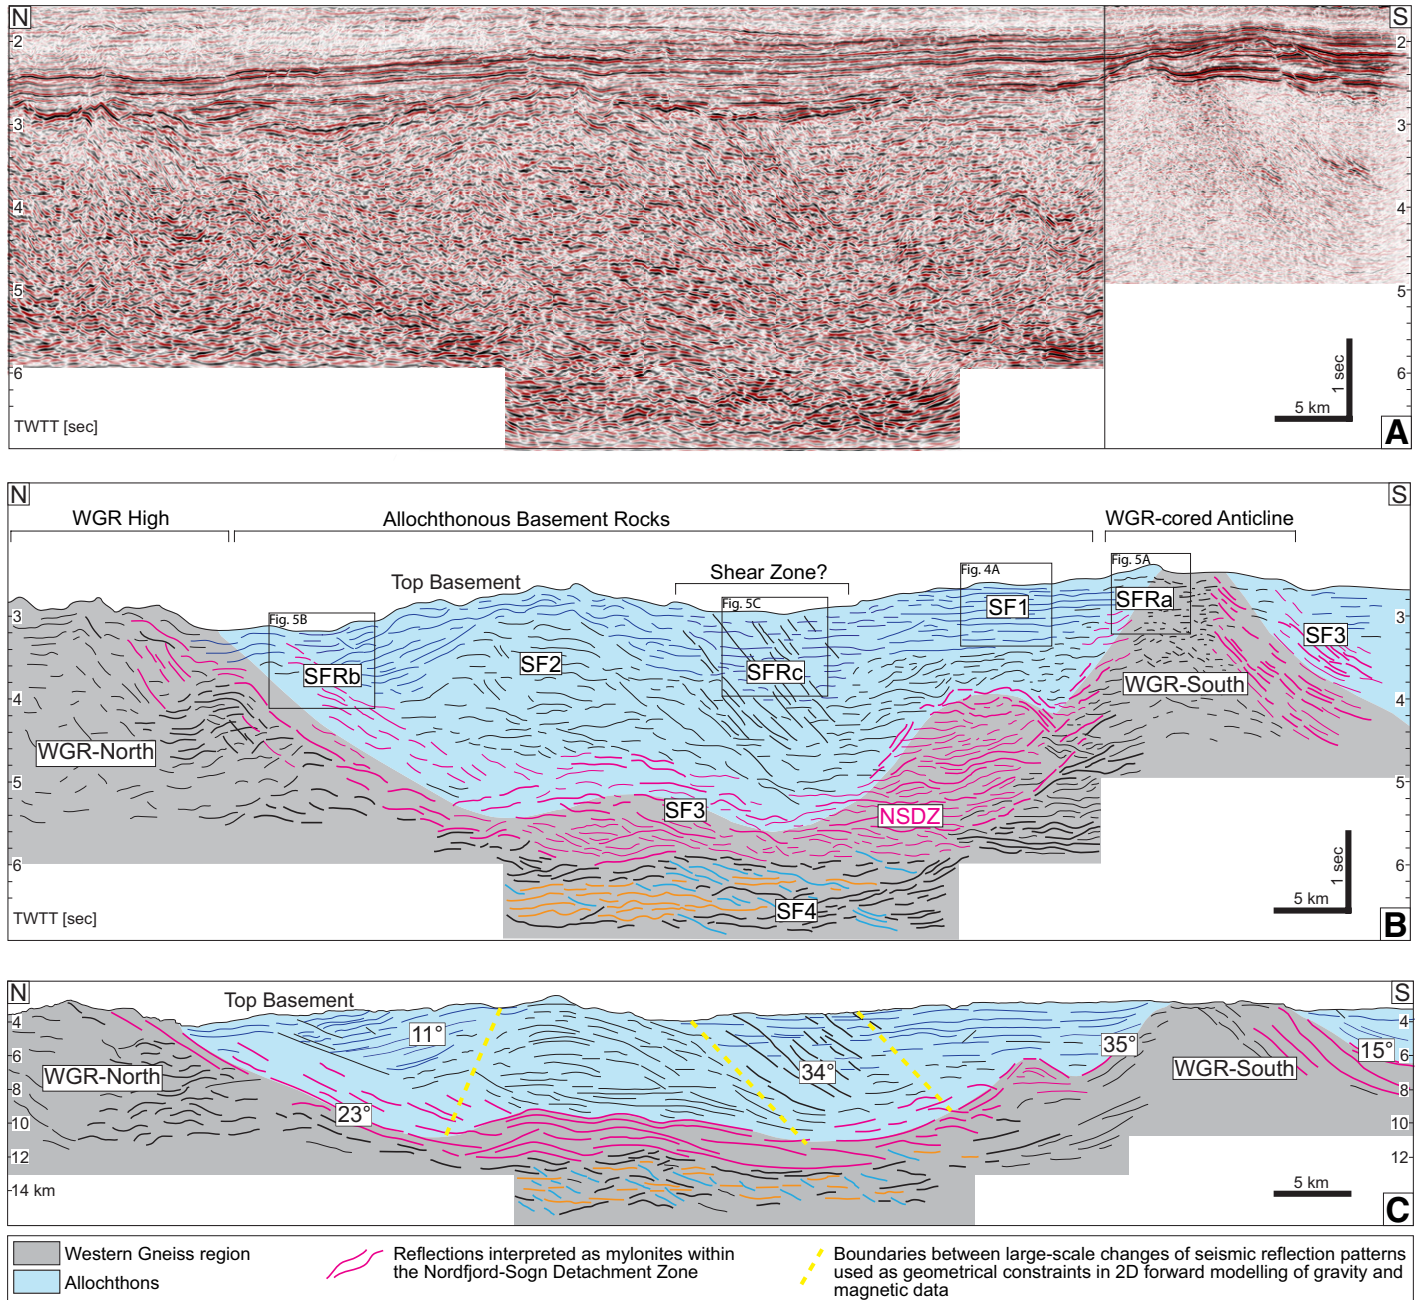 N
S
2
3
4
5
6
TWTT [sec]
2
3
4
5
6
1 sec
5 km
A
N
S
WGR High
Allochthonous Basement Rocks
WGR-cored Anticline
Top Basement
Shear Zone?
Fig. 5B
Fig. 5C
Fig. 4A
Fig. 5A
SFRb
SF2
SFRc
SF1
SFRa
SF3
WGR-North
WGR-South
SF3
NSDZ
SF4
3
4
5
6
TWTT [sec]
3
4
5
6
1 sec
5 km
B
N
S
Top Basement
4
6
8
10
12
14 km
11°
WGR-North
23°
34°
35°
WGR-South
15°
4
6
8
10
12
5 km
C
Western Gneiss region
Allochthons
Reflections interpreted as mylonites within
the Nordfjord-Sogn Detachment Zone
Boundaries between large-scale changes of seismic reflection patterns
used as geometrical constraints in 2D forward modelling of gravity and
magnetic data